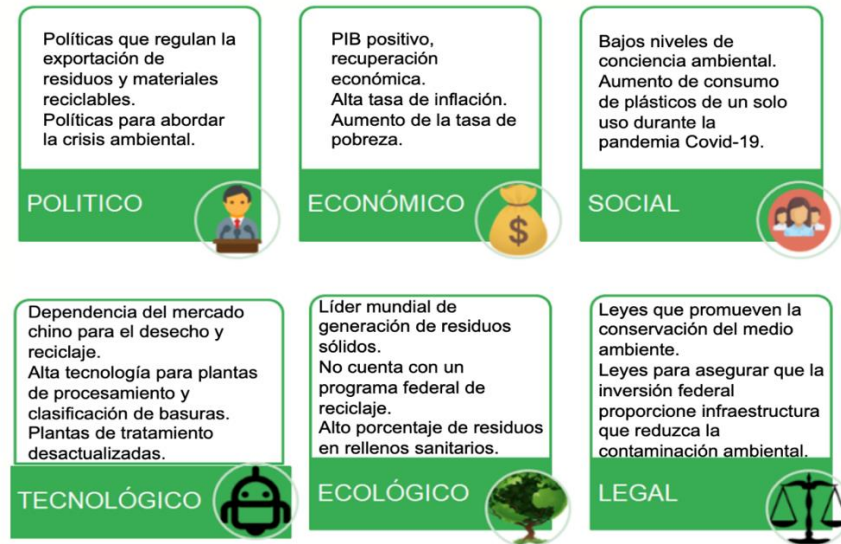 Políticas que regulan la
exportación de
residuos y materiales
reciclables.
Políticas para abordar
la crisis ambiental.
POLITICO
PIB positivo,
recuperación
económica.
Alta tasa de inflación.
Aumento de la tasa de
pobreza.
ECONÓMICO
$
Bajos niveles de
conciencia ambiental.
Aumento de consumo
de plásticos de un solo
uso durante la
pandemia Covid-19.
SOCIAL
Dependencia del mercado
chino para el desecho y
reciclaje.
Alta tecnología para plantas
de procesamiento y
clasificación de basuras.
Plantas de tratamiento
desactualizadas.
TECNOLÓGICO
Líder mundial de
generación de residuos
sólidos.
No cuenta con un
programa federal de
reciclaje.
Alto porcentaje de residuos
en rellenos sanitarios.
ECOLÓGICO
Leyes que promueven la
conservación del medio
ambiente.
Leyes para asegurar que la
inversión federal
proporcione infraestructura
que reduzca la
contaminación ambiental.
LEGAL